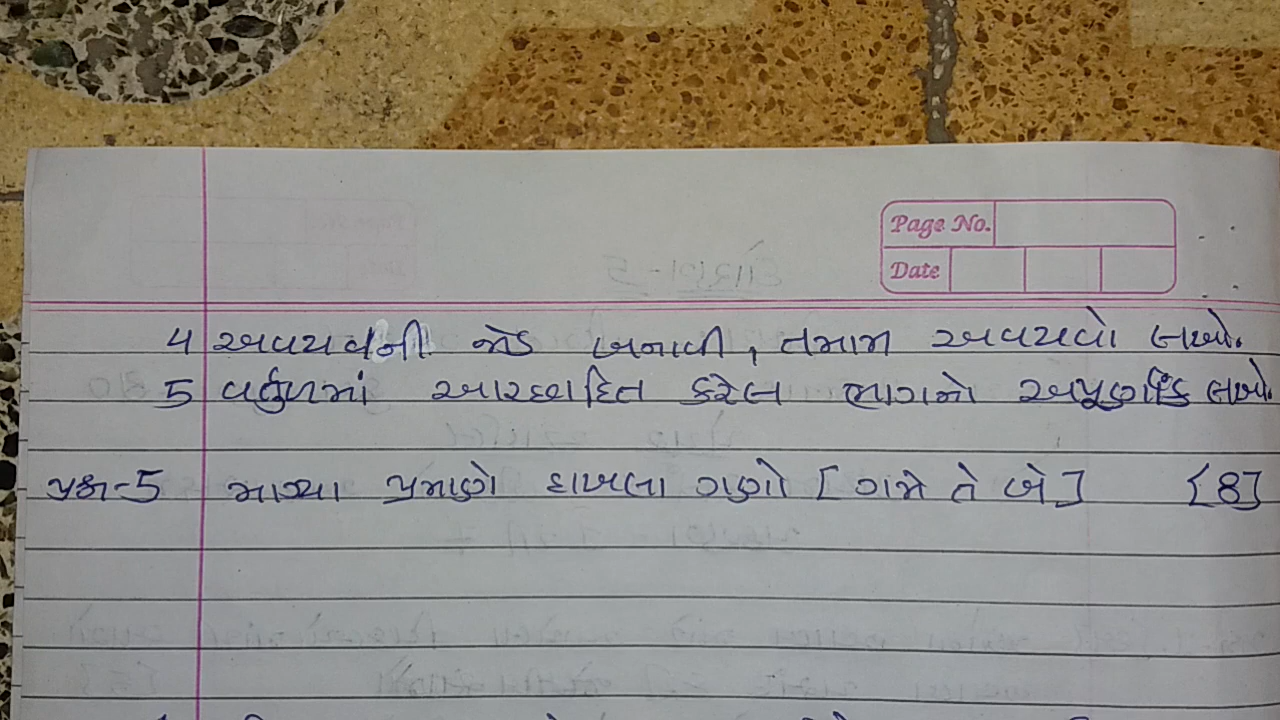 Page No.
Date
4 અવયવની જોડ બનાવી, તમામ અવયવો લખો.
5 વર્તુળમાં આચ્છાદિત કરેલ ભાગનો અપૂર્ણાંક લખો.
પ્રશ્ન-5 માગ્યા પ્રમાણે દાખલા ગણો [ગમે તે બે] [8]